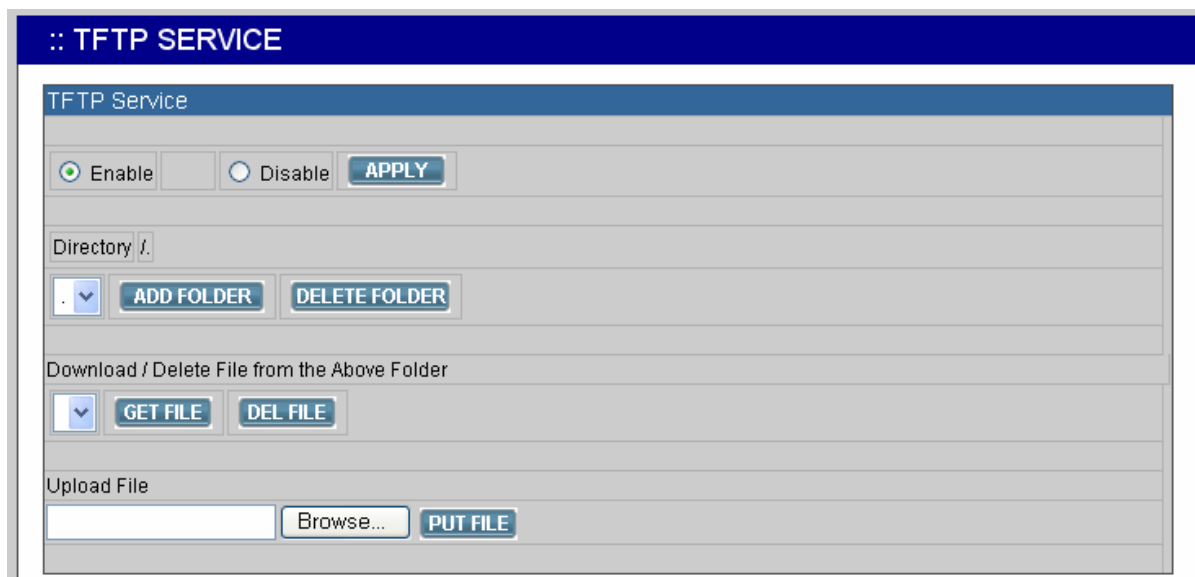 :: TFTP SERVICE
TFTP Service
Enable Disable APPLY
Directory /.
. ADD FOLDER DELETE FOLDER
Download / Delete File from the Above Folder
GET FILE DEL FILE
Upload File
Browse... PUT FILE